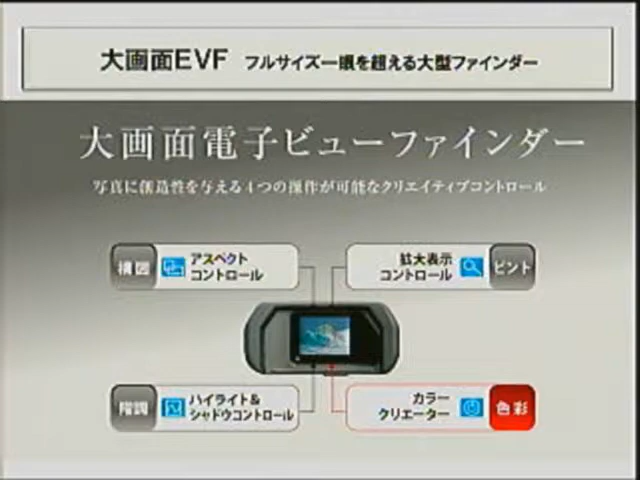 大画面EVF フルサイズ一眼を超える大型ファインダー
大画面電子ビューファインダー
写真に創造性を与える4つの操作が可能なクリエイティブコントロール
構図 アスペクト
コントロール
拡大表示 ピント
コントロール
階調 ハイライト&
シャドウコントロール
カラー 色彩
クリエーター